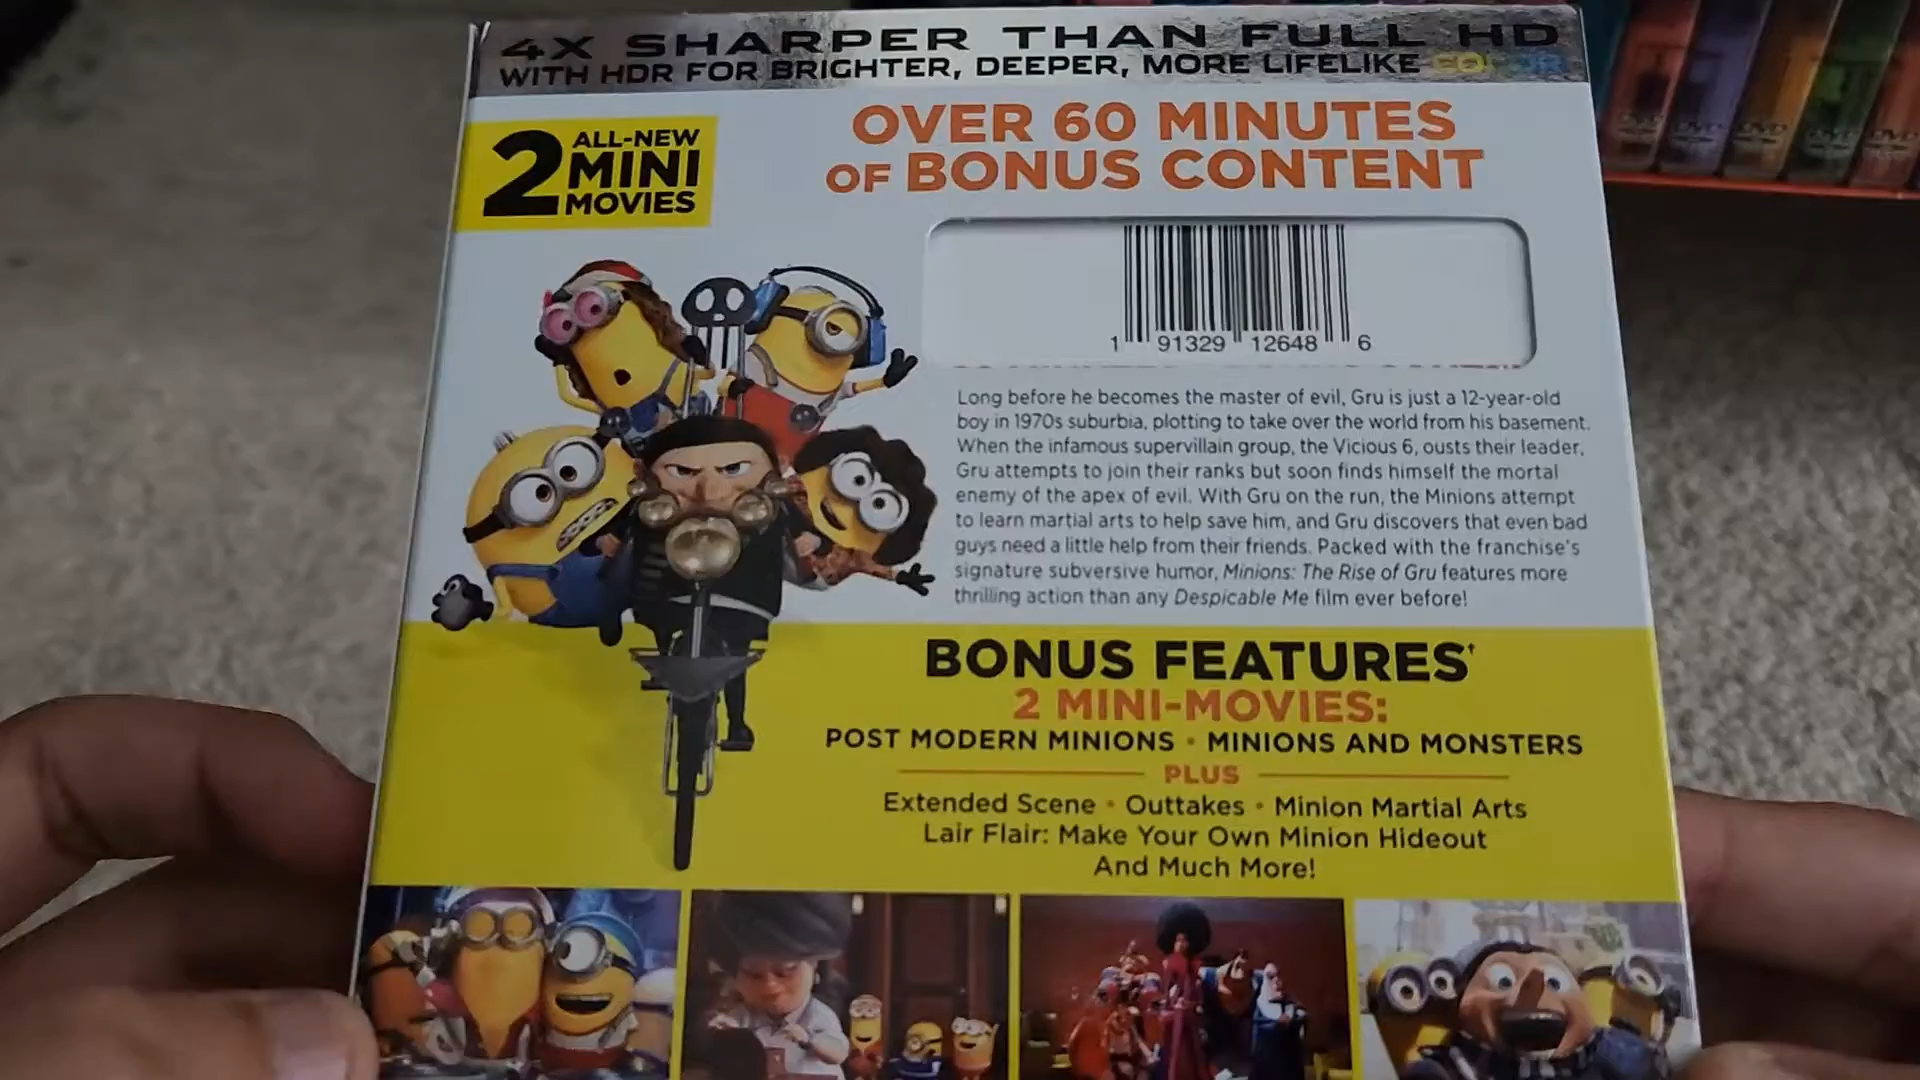 4X SHARPER THAN FULL HD
WITH HDR FOR BRIGHTER, DEEPER, MORE LIFELIKE COLOR
2 ALL-NEW
MINI
MOVIES
OVER 60 MINUTES
OF BONUS CONTENT
1 91329 12648 6
Long before he becomes the master of evil, Gru is just a 12-year-old
boy in 1970s suburbia, plotting to take over the world from his basement.
When the infamous supervillain group, the Vicious 6, ousts their leader,
Gru attempts to join their ranks but soon finds himself the mortal
enemy of the apex of evil. With Gru on the run, the Minions attempt
to learn martial arts to help save him, and Gru discovers that even bad
guys need a little help from their friends. Packed with the franchise's
signature subversive humor, Minions: The Rise of Gru features more
thrilling action than any Despicable Me film ever before!
BONUS FEATURES†
2 MINI-MOVIES:
POST MODERN MINIONS • MINIONS AND MONSTERS
PLUS
Extended Scene • Outtakes • Minion Martial Arts
Lair Flair: Make Your Own Minion Hideout
And Much More!
DVD
DVD
DVD
DVD
DVD